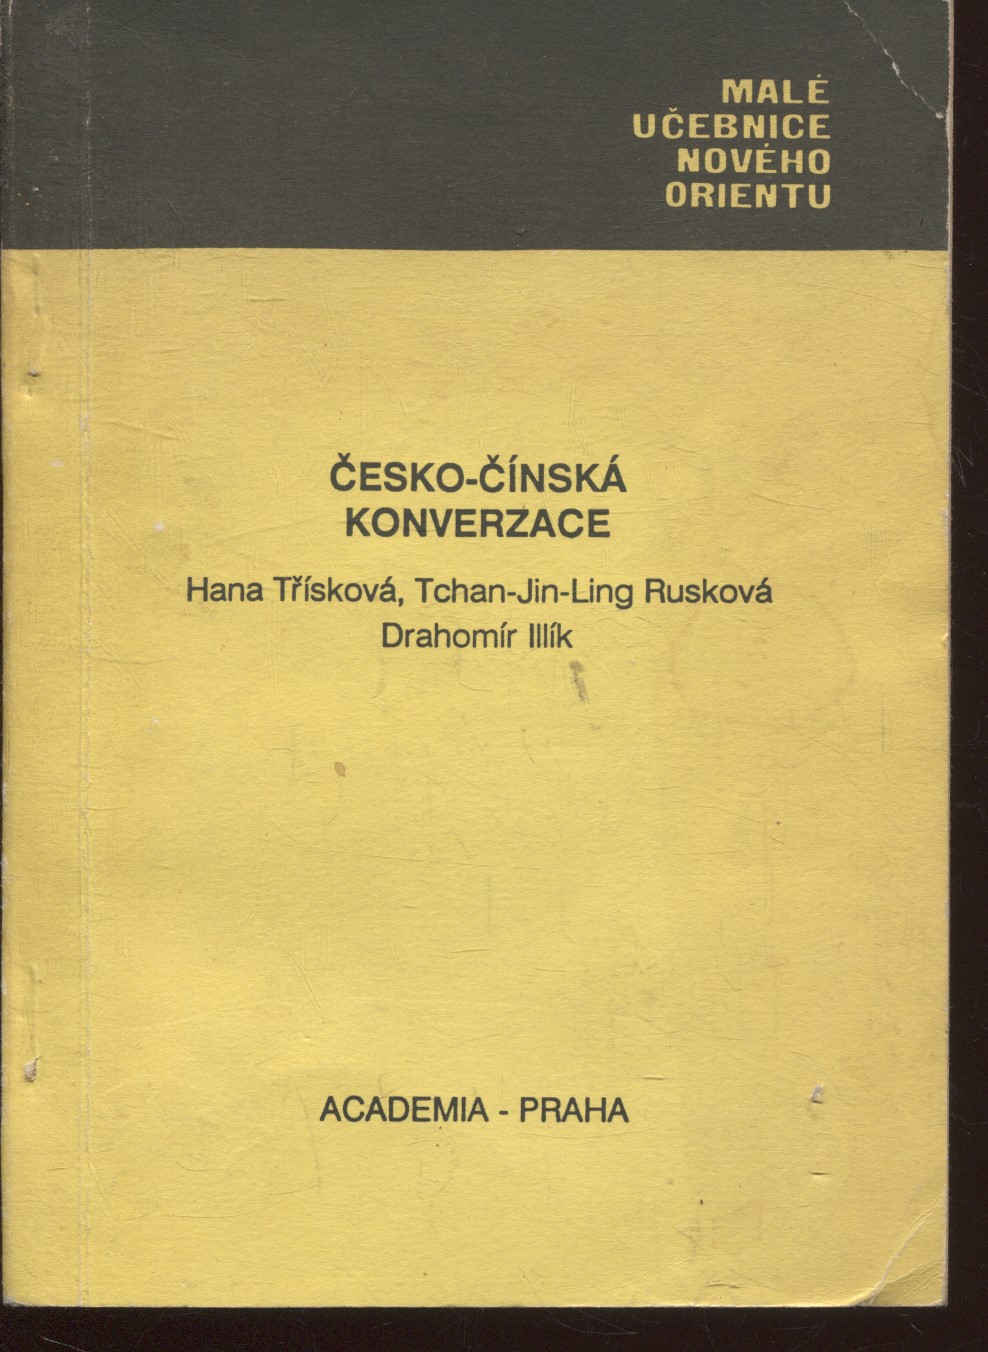 MALÉ
UČEBNICE
NOVÉHO
ORIENTU
ČESKO-ČÍNSKÁ
KONVERZACE
Hana Třísková, Tchan-Jin-Ling Rusková
Drahomír Illík
ACADEMIA - PRAHA